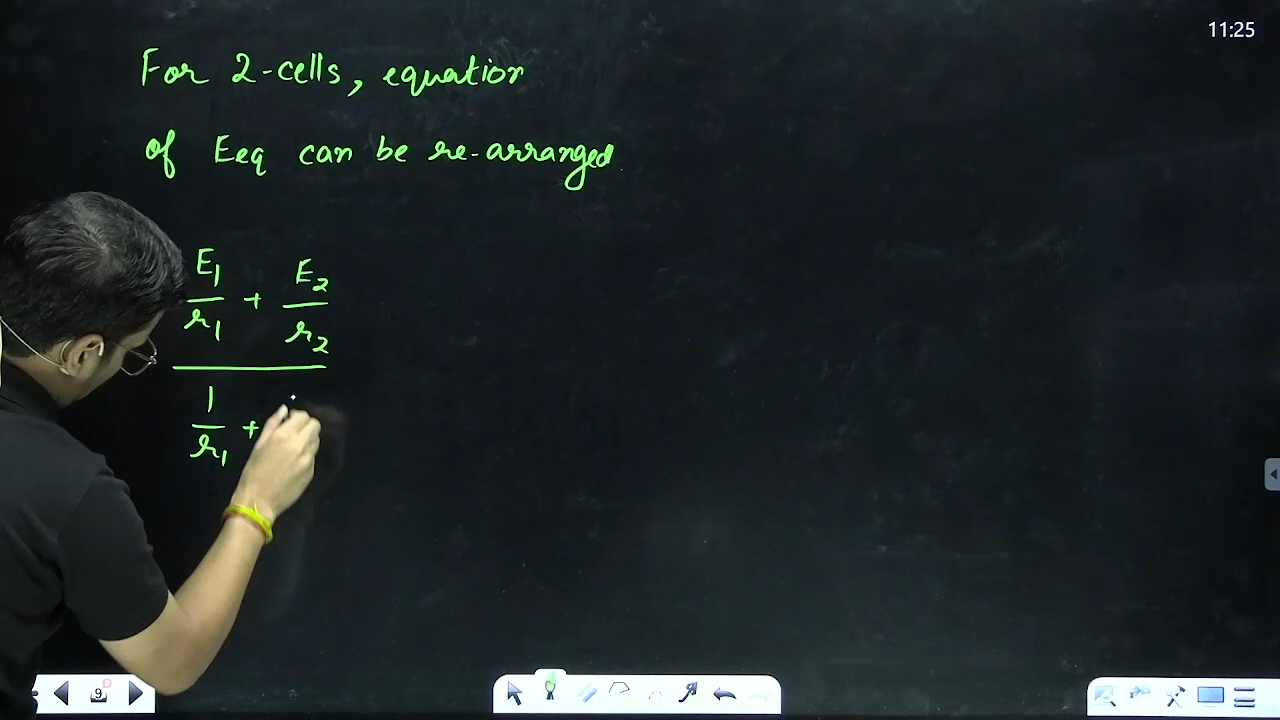 11:25
For 2-cells, equation
of Eeq can be re-arranged
E1/r1 + E2/r2
1/r1 +
9